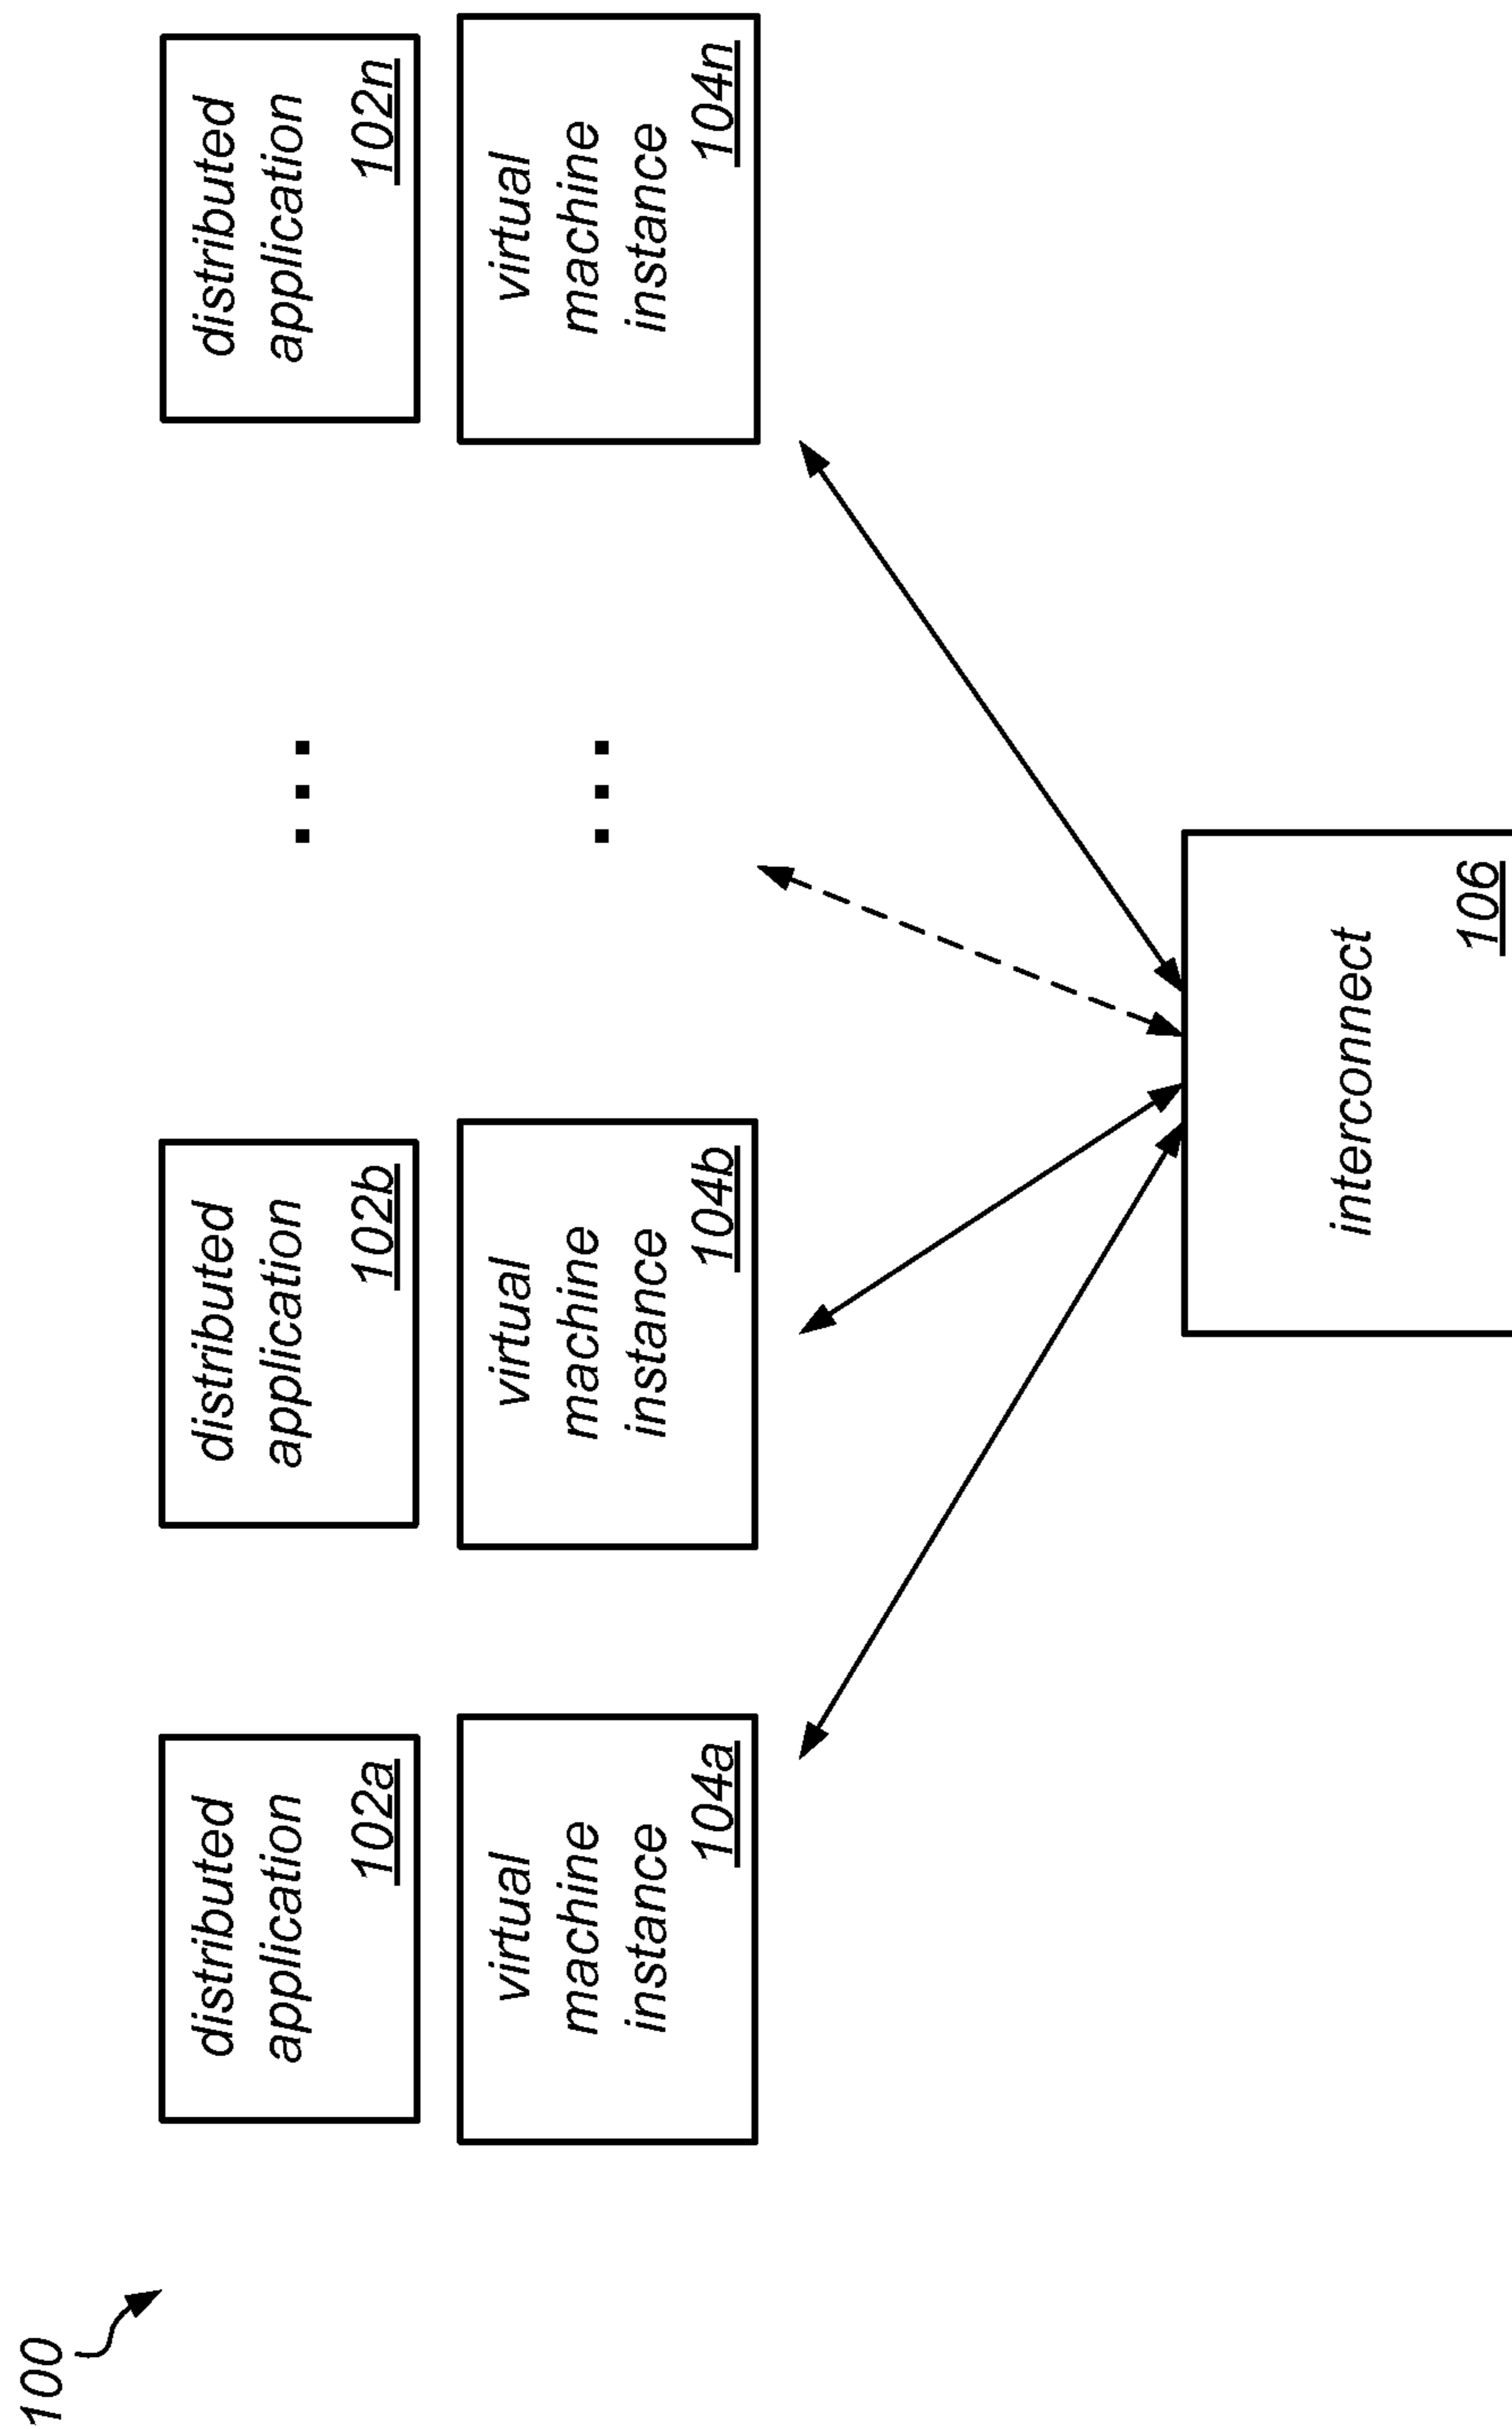 100
distributed
application
102a
virtual
machine
instance
104a
distributed
application
102b
virtual
machine
instance
104b
...
...
distributed
application
102n
virtual
machine
instance
104n
interconnect
106